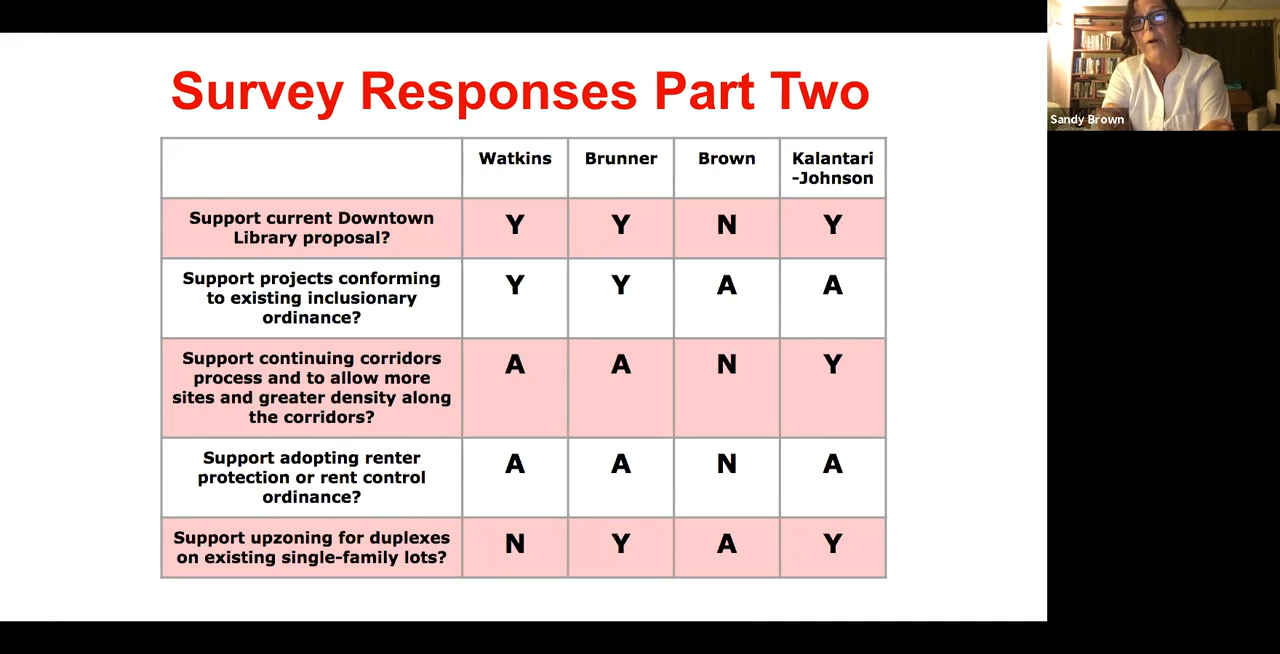 Survey Responses Part Two
Watkins Brunner Brown Kalantari
-Johnson
Support current Downtown
Library proposal?
Y Y N Y
Support projects conforming
to existing inclusionary
ordinance?
Y Y A A
Support continuing corridors
process and to allow more
sites and greater density along
the corridors?
A A N Y
Support adopting renter
protection or rent control
ordinance?
A A N A
Support upzoning for duplexes
on existing single-family lots?
N Y A Y
Sandy Brown